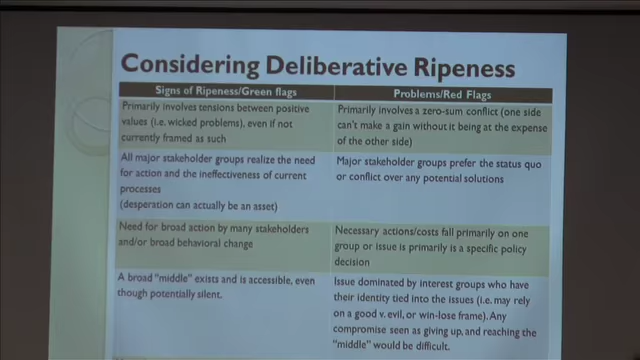 Considering Deliberative Ripeness
Signs of Ripeness/Green flags
Problems/Red Flags
Primarily involves tensions between positive
values (i.e. wicked problems), even if not
currently framed as such
Primarily involves a zero-sum conflict (one side
can't make a gain without it being at the expense
of the other side)
All major stakeholder groups realize the need
for action and the ineffectiveness of current
processes
(desperation can actually be an asset)
Major stakeholder groups prefer the status quo
or conflict over any potential solutions
Need for broad action by many stakeholders
and/or broad behavioral change
Necessary actions/costs fall primarily on one
group or issue is primarily is a specific policy
decision
A broad "middle" exists and is accessible, even
though potentially silent.
Issue dominated by interest groups who have
their identity tied into the issues (i.e. may rely
on a good v. evil, or win-lose frame). Any
compromise seen as giving up, and reaching the
"middle" would be difficult.